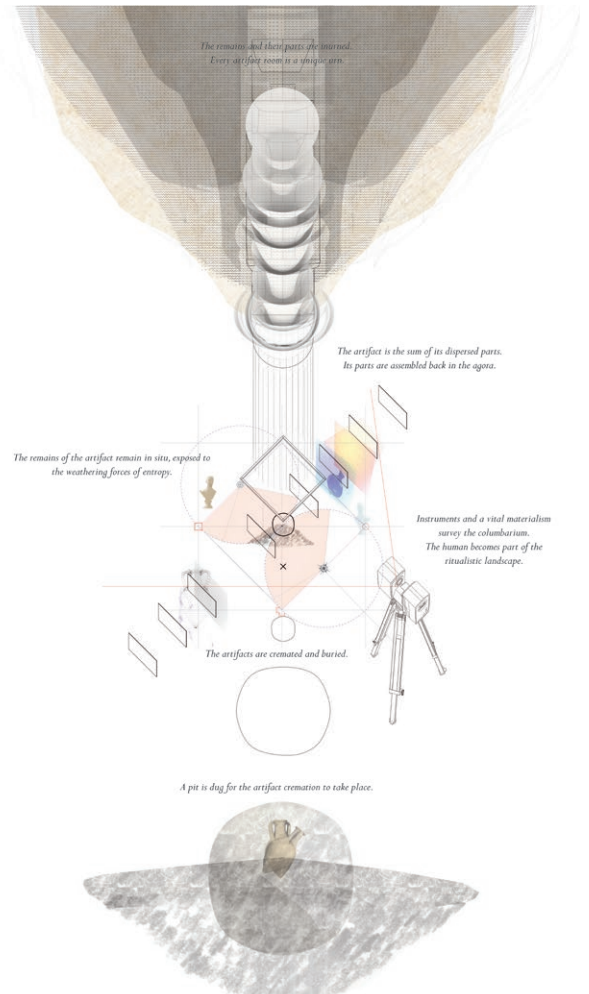 The remains and their parts are inurned.
Every artifact room is a unique urn.
The artifact is the sum of its dispersed parts.
Its parts are assembled back in the agora.
The remains of the artifact remain in situ, exposed to
the weathering forces of entropy.
Instruments and a vital materialism
survey the columbarium.
The human becomes part of the
ritualistic landscape.
The artifacts are cremated and buried.
A pit is dug for the artifact cremation to take place.